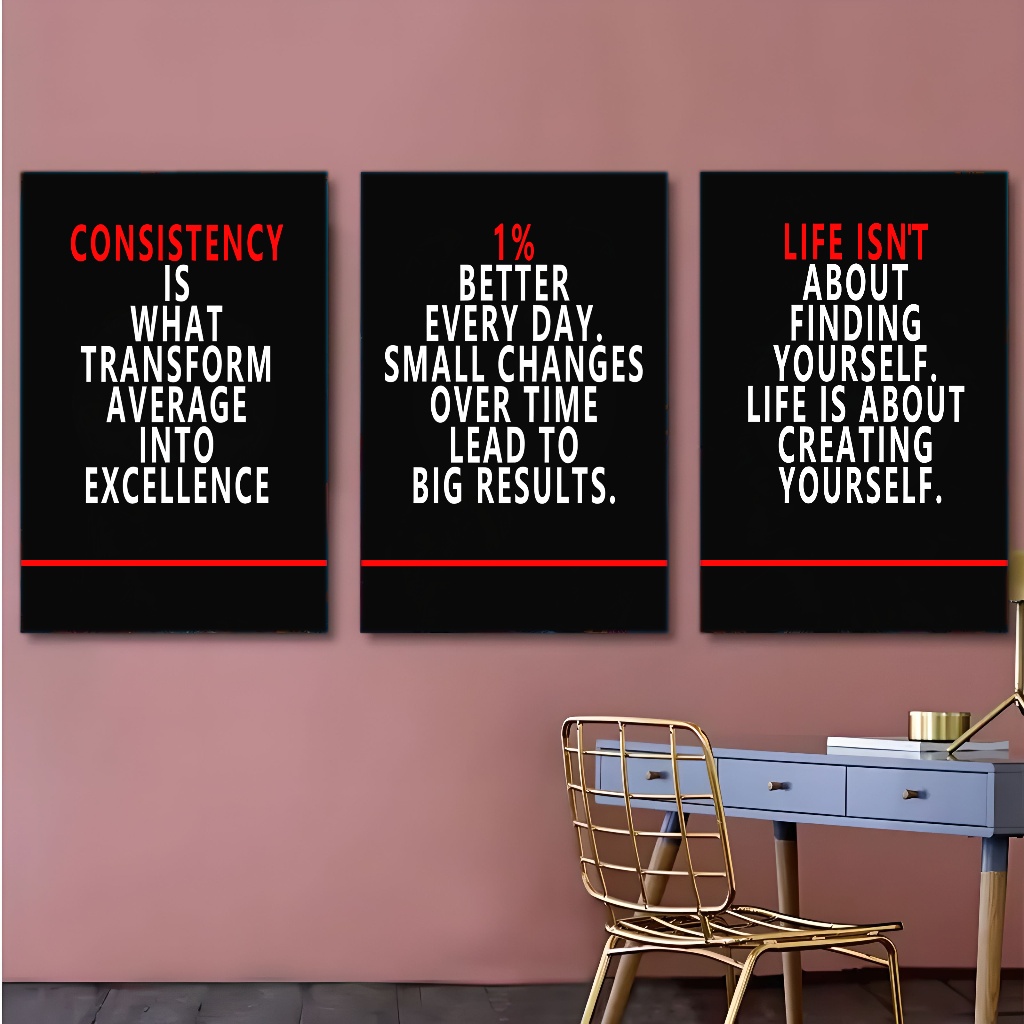 CONSISTENCY
IS
WHAT
TRANSFORM
AVERAGE
INTO
EXCELLENCE
1%
BETTER
EVERY DAY.
SMALL CHANGES
OVER TIME
LEAD TO
BIG RESULTS.
LIFE ISN'T
ABOUT
FINDING
YOURSELF.
LIFE IS ABOUT
CREATING
YOURSELF.